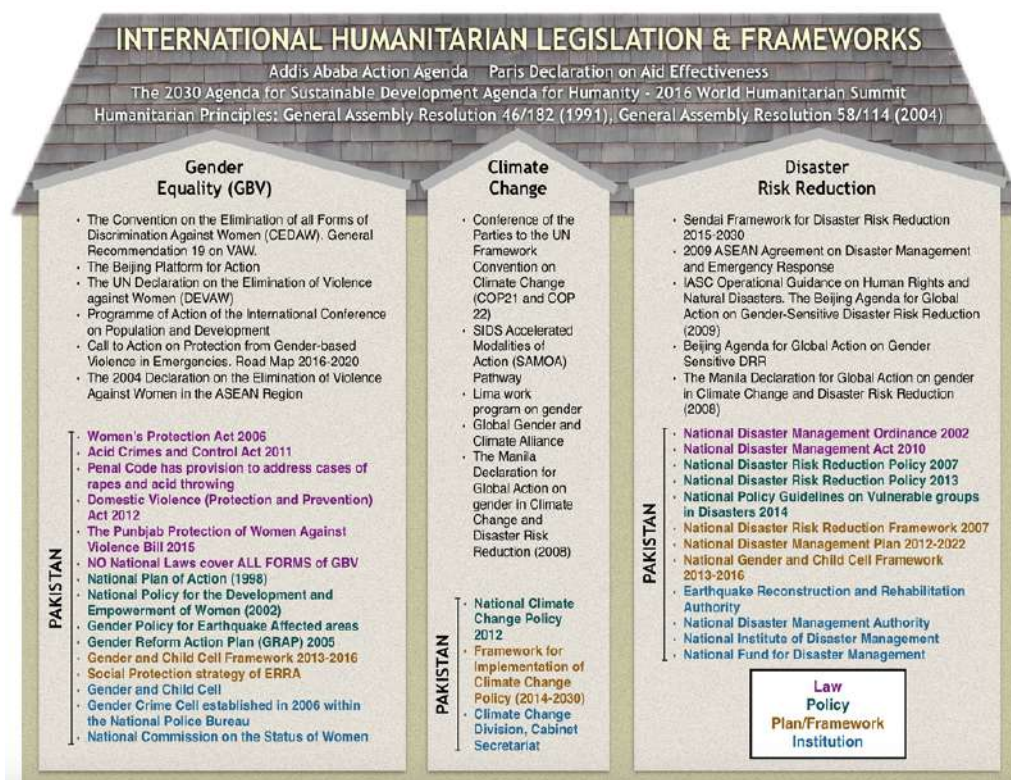 INTERNATIONAL HUMANITARIAN LEGISLATION & FRAMEWORKS
Addis Ababa Action Agenda Paris Declaration on Aid Effectiveness
The 2030 Agenda for Sustainable Development Agenda for Humanity - 2016 World Humanitarian Summit
Humanitarian Principles: General Assembly Resolution 46/182 (1991), General Assembly Resolution 58/114 (2004)
Gender
Equality (GBV)
• The Convention on the Elimination of all Forms of
Discrimination Against Women (CEDAW). General
Recommendation 19 on VAW.
• The Beijing Platform for Action
• The UN Declaration on the Elimination of Violence
against Women (DEVAW)
• Programme of Action of the International Conference
on Population and Development
• Call to Action on Protection from Gender-based
Violence in Emergencies. Road Map 2016-2020
• The 2004 Declaration on the Elimination of Violence
Against Women in the ASEAN Region
PAKISTAN
• Women's Protection Act 2006
• Acid Crimes and Control Act 2011
• Penal Code has provision to address cases of
rapes and acid throwing
• Domestic Violence (Protection and Prevention)
Act 2012
• The Punbjab Protection of Women Against
Violence Bill 2015
• NO National Laws cover ALL FORMS of GBV
• National Plan of Action (1998)
• National Policy for the Development and
Empowerment of Women (2002)
• Gender Policy for Earthquake Affected areas
• Gender Reform Action Plan (GRAP) 2005
• Gender and Child Cell Framework 2013-2016
• Social Protection strategy of ERRA
• Gender and Child Cell
• Gender Crime Cell established in 2006 within
the National Police Bureau
• National Commission on the Status of Women
Climate
Change
• Conference of the
Parties to the UN
Framework
Convention on
Climate Change
(COP21 and COP
22)
• SIDS Accelerated
Modalities of
Action (SAMOA)
Pathway
• Lima work
program on gender
• Global Gender and
Climate Alliance
• The Manila
Declaration for
Global Action on
gender in Climate
Change and
Disaster Risk
Reduction (2008)
PAKISTAN
• National Climate
Change Policy
2012
• Framework for
Implementation of
Climate Change
Policy (2014-2030)
• Climate Change
Division, Cabinet
Secretariat
Disaster
Risk Reduction
• Sendai Framework for Disaster Risk Reduction
2015-2030
• 2009 ASEAN Agreement on Disaster Management
and Emergency Response
• IASC Operational Guidance on Human Rights and
Natural Disasters. The Beijing Agenda for Global
Action on Gender-Sensitive Disaster Risk Reduction
(2009)
• Beijing Agenda for Global Action on Gender
Sensitive DRR
• The Manila Declaration for Global Action on gender
in Climate Change and Disaster Risk Reduction
(2008)
PAKISTAN
• National Disaster Management Ordinance 2002
• National Disaster Management Act 2010
• National Disaster Risk Reduction Policy 2007
• National Disaster Risk Reduction Policy 2013
• National Policy Guidelines on Vulnerable groups
in Disasters 2014
• National Disaster Risk Reduction Framework 2007
• National Disaster Management Plan 2012-2022
• National Gender and Child Cell Framework
2013-2016
• Earthquake Reconstruction and Rehabilitation
Authority
• National Disaster Management Authority
• National Institute of Disaster Management
• National Fund for Disaster Management
Law
Policy
Plan/Framework
Institution